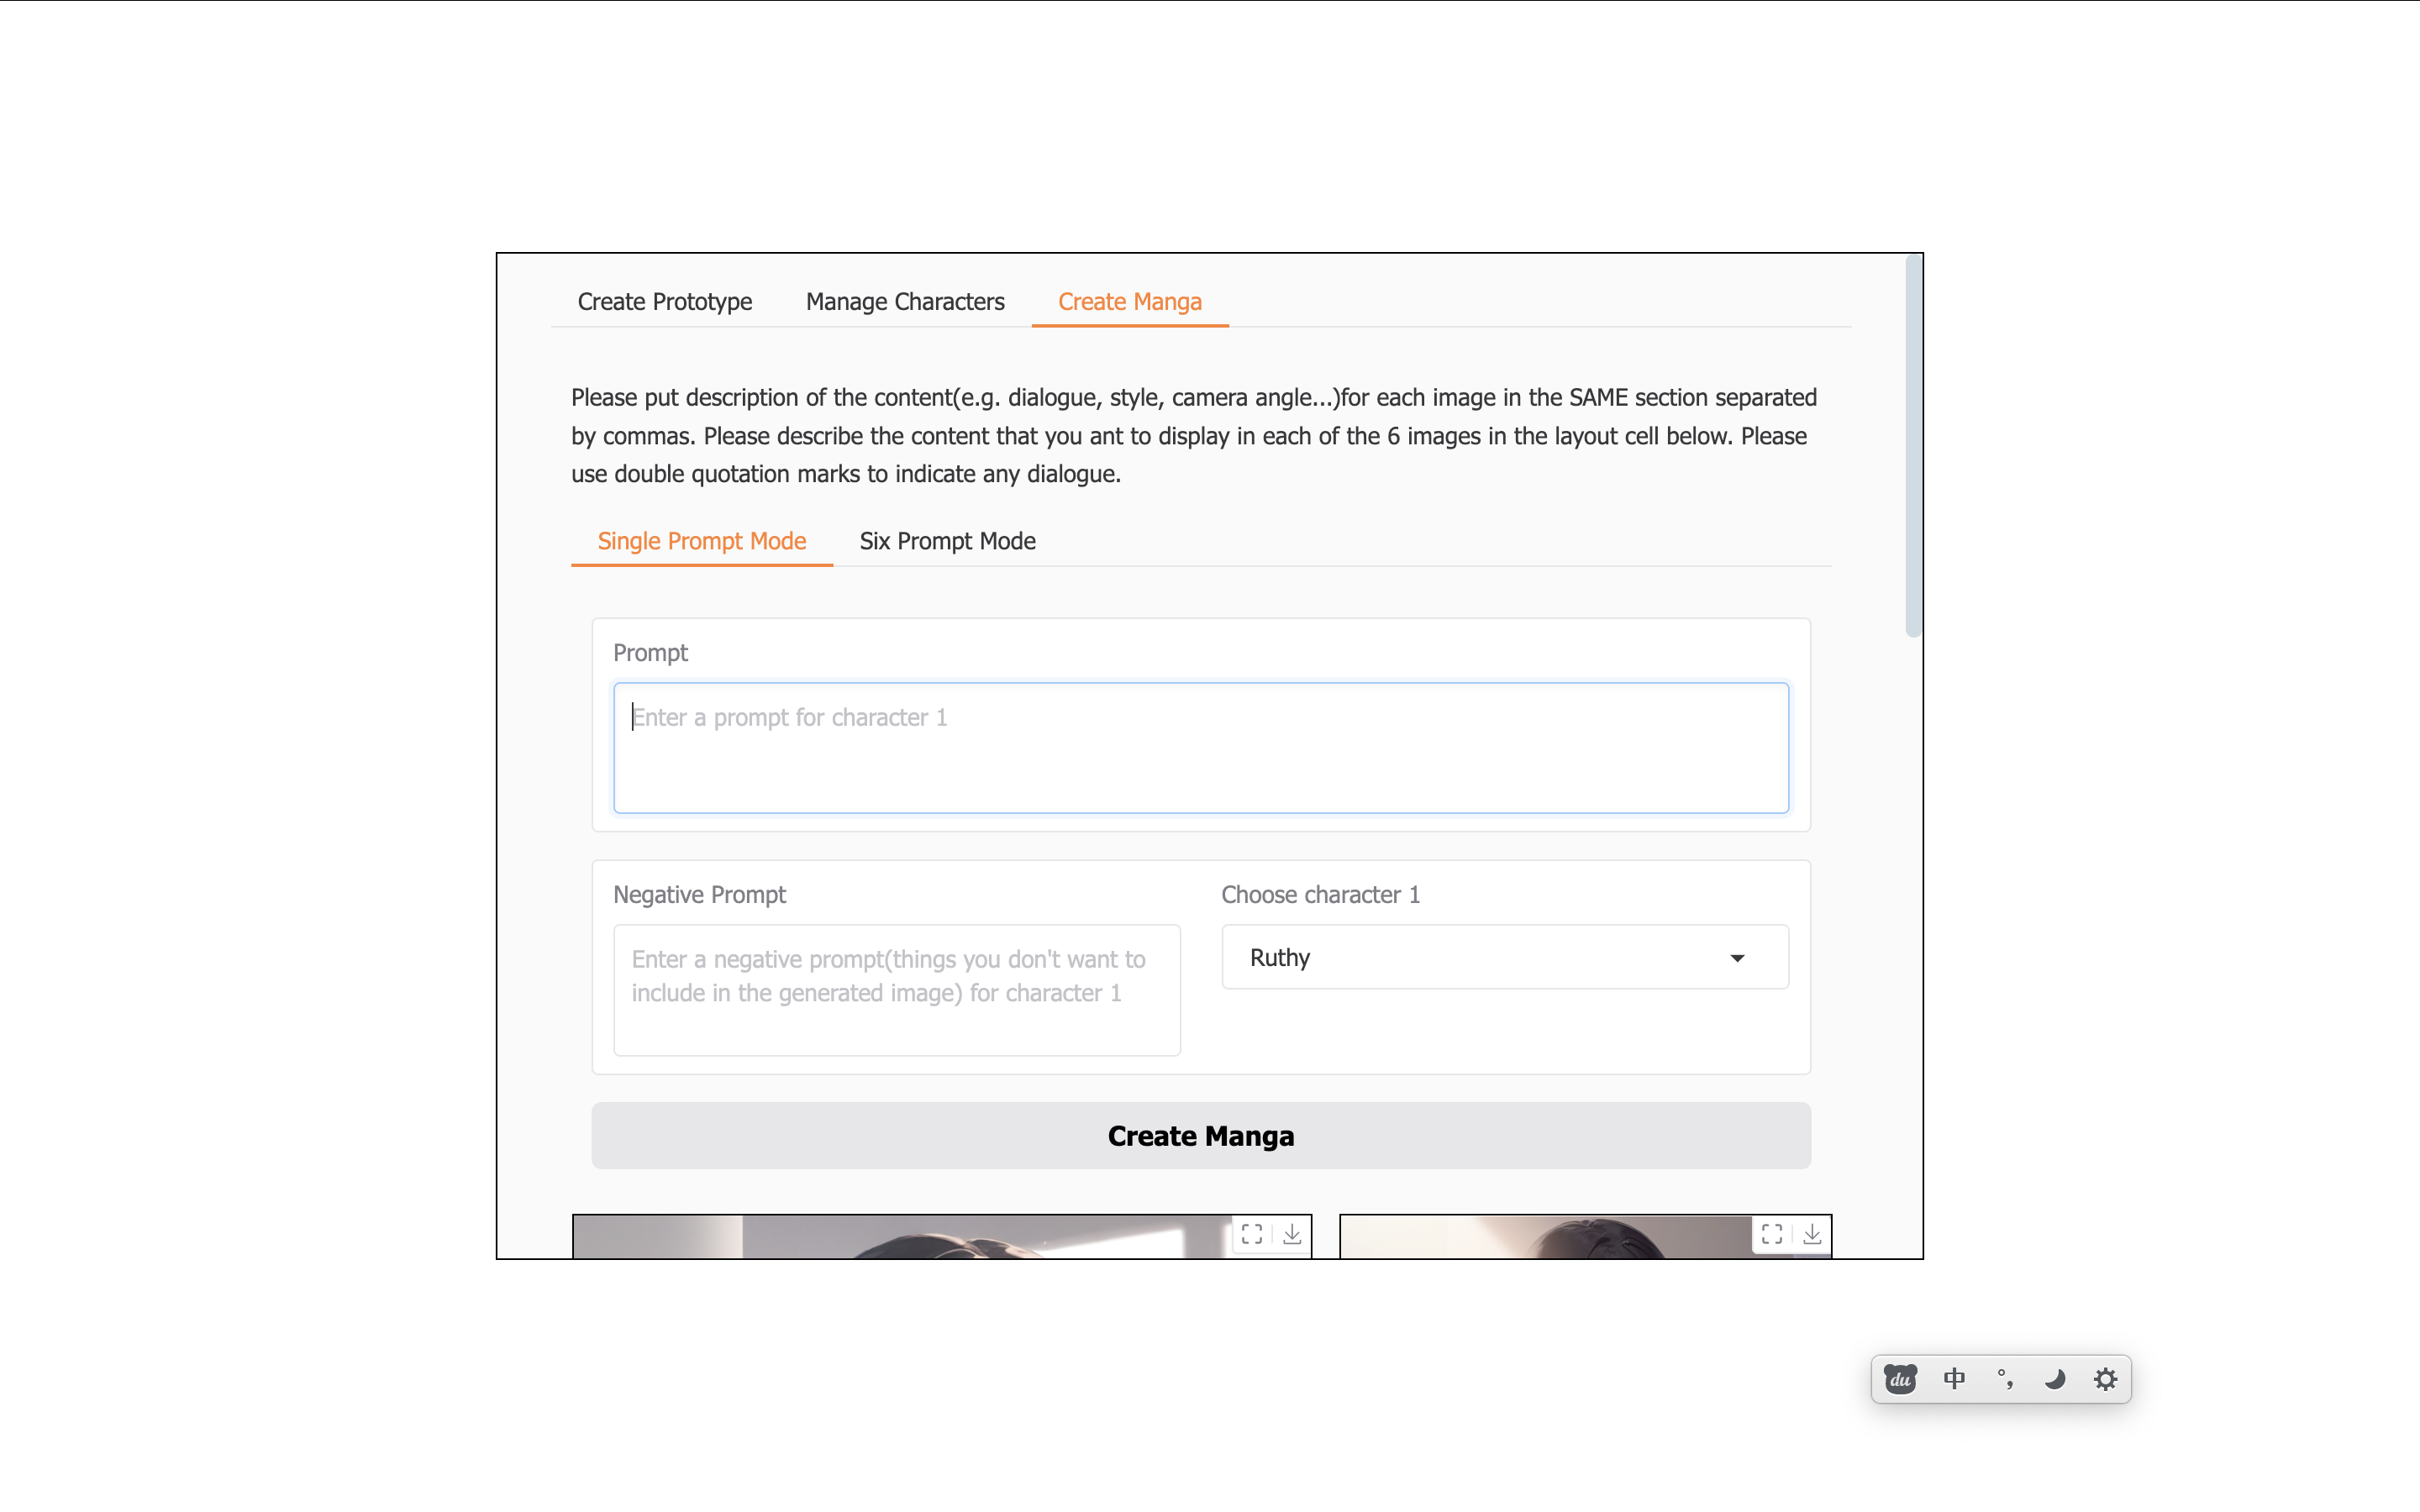 Create Prototype Manage Characters Create Manga
Please put description of the content(e.g. dialogue, style, camera angle...)for each image in the SAME section separated
by commas. Please describe the content that you ant to display in each of the 6 images in the layout cell below. Please
use double quotation marks to indicate any dialogue.
Single Prompt Mode Six Prompt Mode
Prompt
Enter a prompt for character 1
Negative Prompt Choose character 1
Enter a negative prompt(things you don't want to
include in the generated image) for character 1
Ruthy
Create Manga
du 中 °,